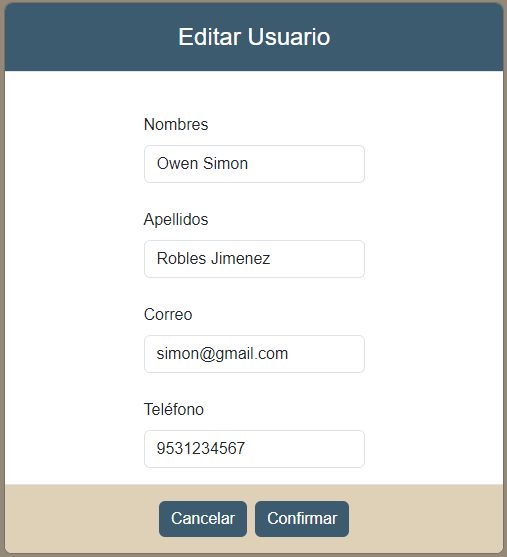 Editar Usuario
Nombres
Owen Simon
Apellidos
Robles Jimenez
Correo
simon@gmail.com
Teléfono
9531234567
Cancelar Confirmar